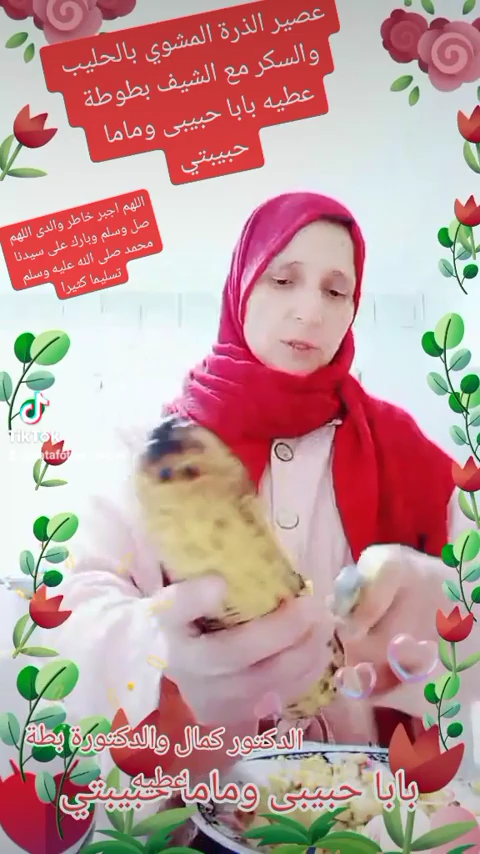 عصير الذرة المشوي بالحليب
والسكر مع الشيف بطوطة
عطيه بابا حبيبى وماما
حبيبتي
اللهم اجبر خاطر والدى اللهم
صل وسلم وبارك على سيدنا
محمد صلى الله عليه وسلم
تسليما كثيرا
TikTok
الدكتور كمال والدكتورة بطة
عطيه
بابا حبيبى وماما حبيبتي